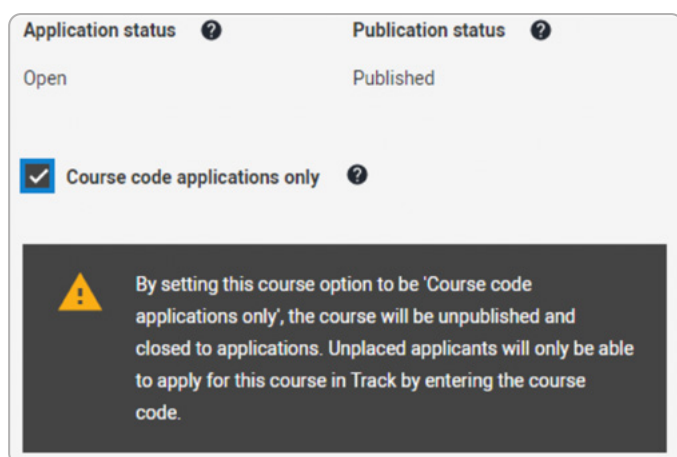 Application status ? Publication status ?
Open Published
Course code applications only ?
By setting this course option to be 'Course code
applications only', the course will be unpublished and
closed to applications. Unplaced applicants will only be able
to apply for this course in Track by entering the course
code.